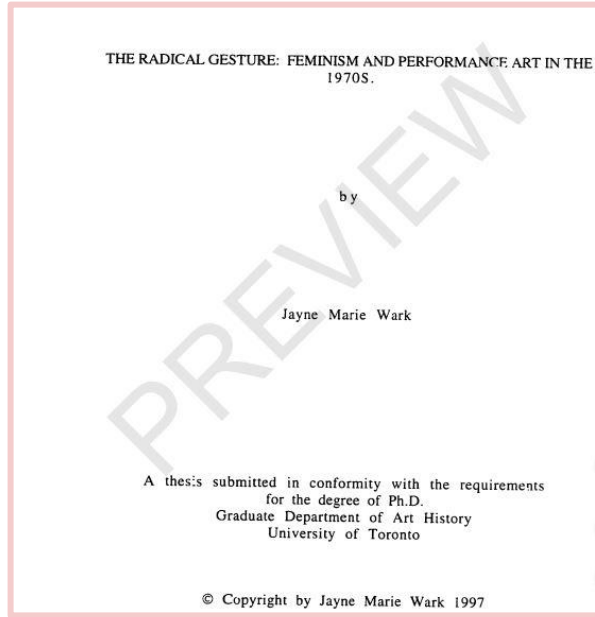 THE RADICAL GESTURE: FEMINISM AND PERFORMANCE ART IN THE
1970S.
by
Jayne Marie Wark
PREVIEW
A thesis submitted in conformity with the requirements
for the degree of Ph.D.
Graduate Department of Art History
University of Toronto
© Copyright by Jayne Marie Wark 1997